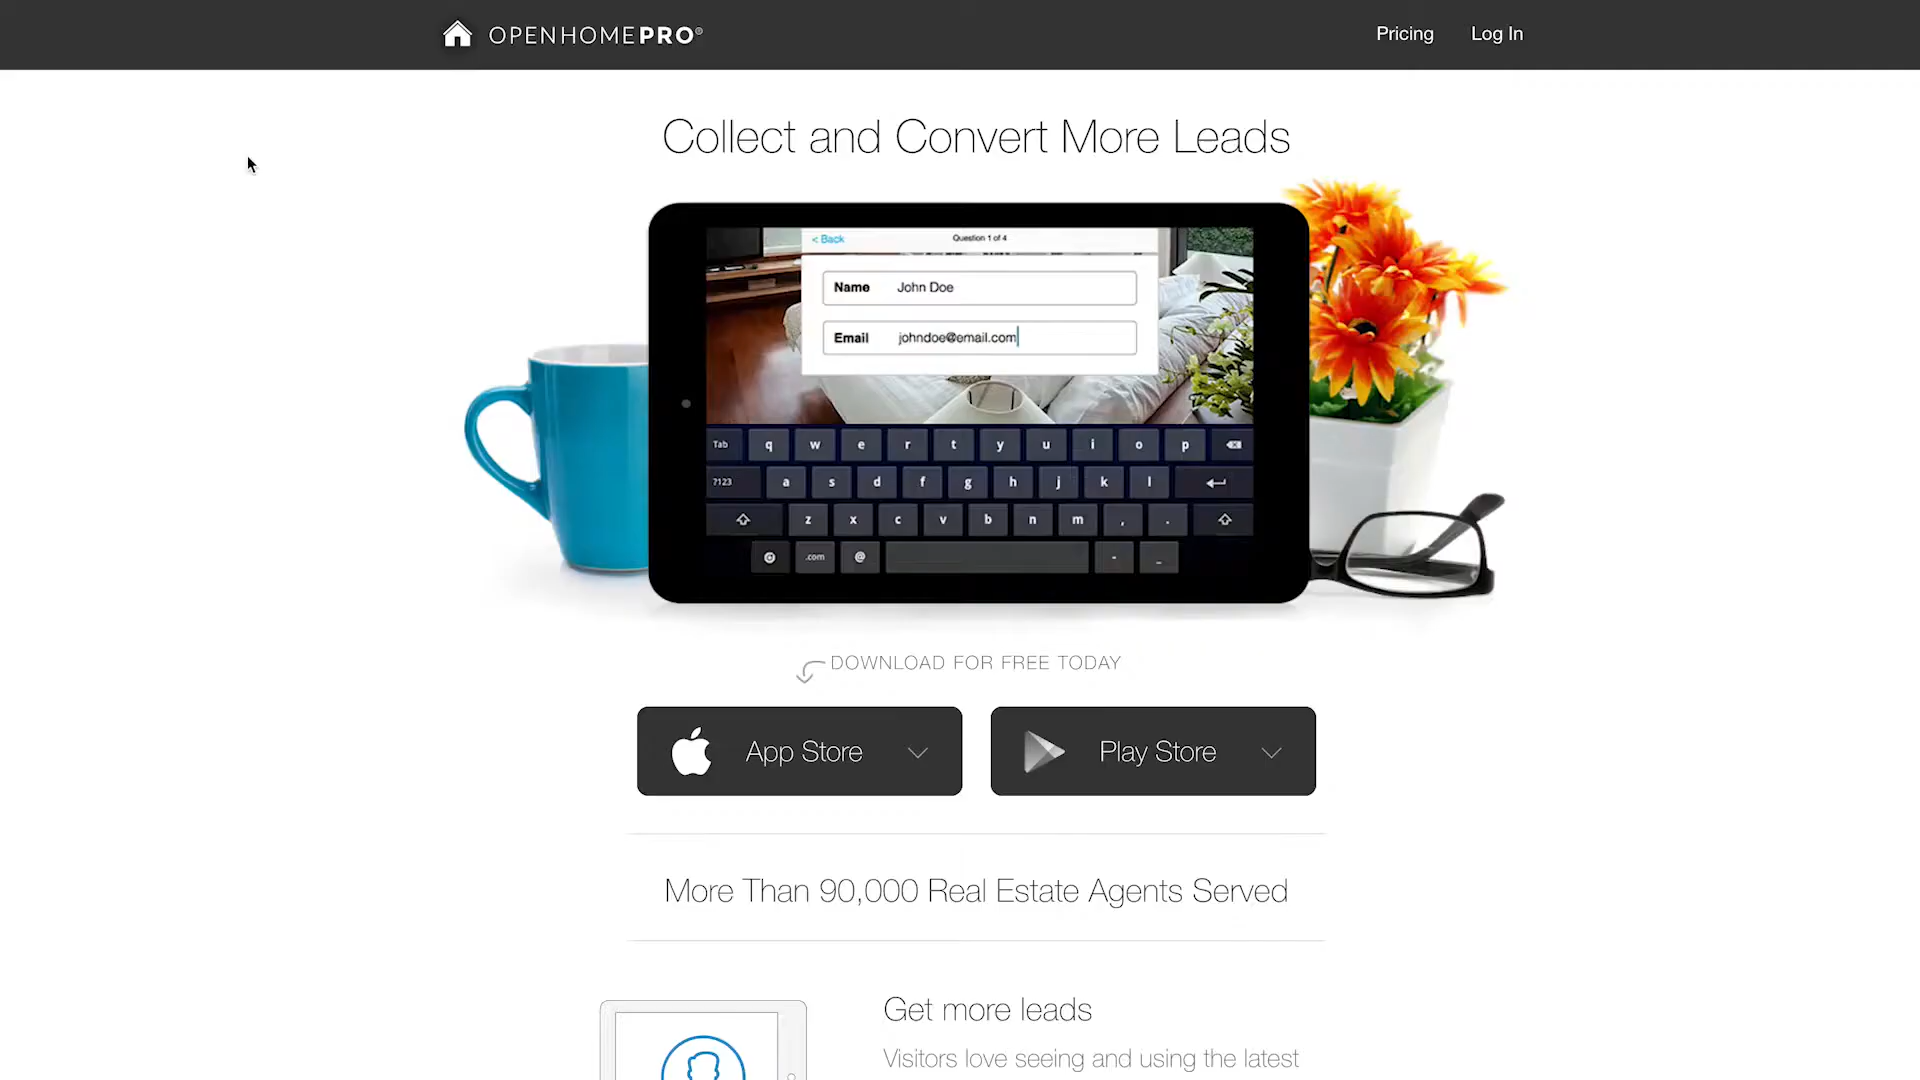 OPENHOMEPRO®
Pricing
Log In
Collect and Convert More Leads
< Back
Question 1 of 4
Name John Doe
Email johndoe@email.com
Tab q w e r t y u i o p
?123 a s d f g h j k l
z x c v b n m , .
.com @ - _
DOWNLOAD FOR FREE TODAY
App Store
Play Store
More Than 90,000 Real Estate Agents Served
Get more leads
Visitors love seeing and using the latest